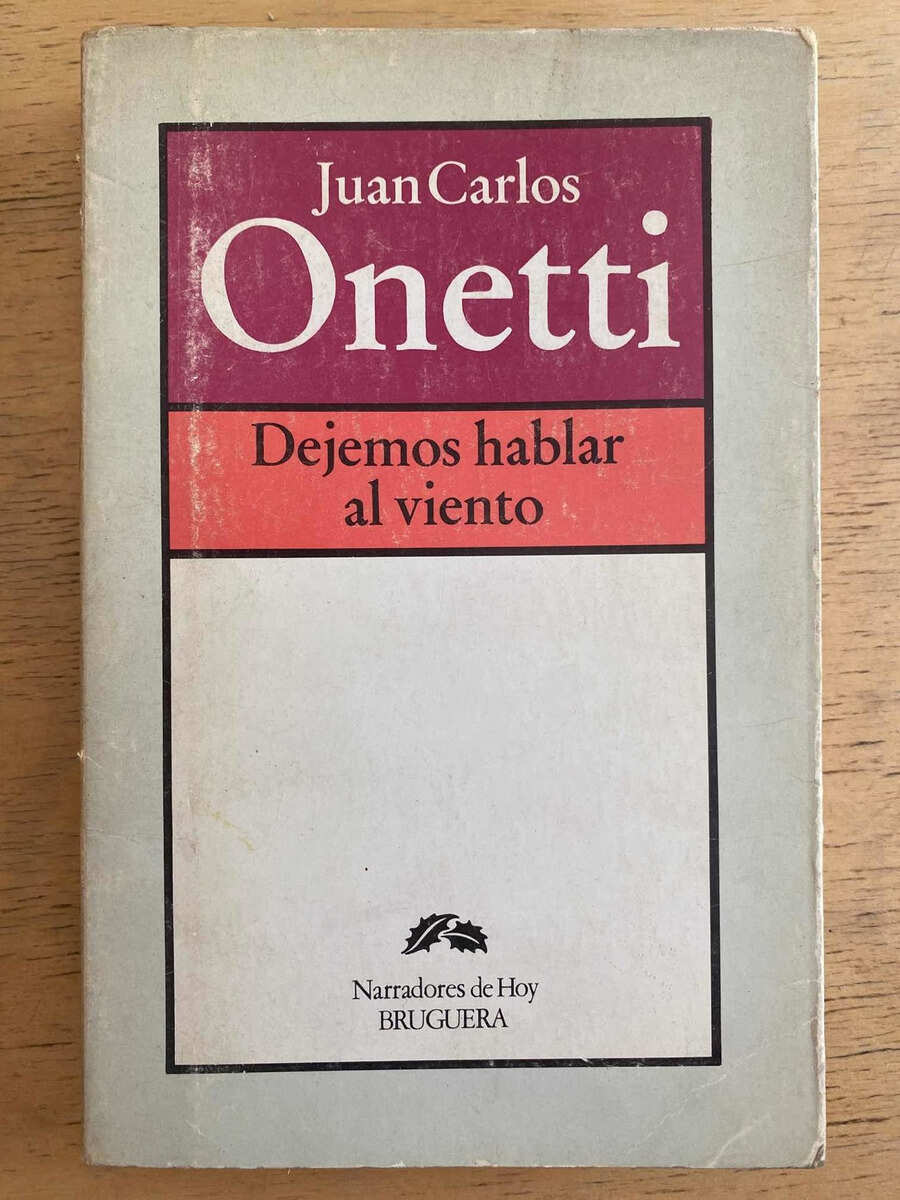 Juan Carlos
Onetti
Dejemos hablar
al viento
Narradores de Hoy
BRUGUERA